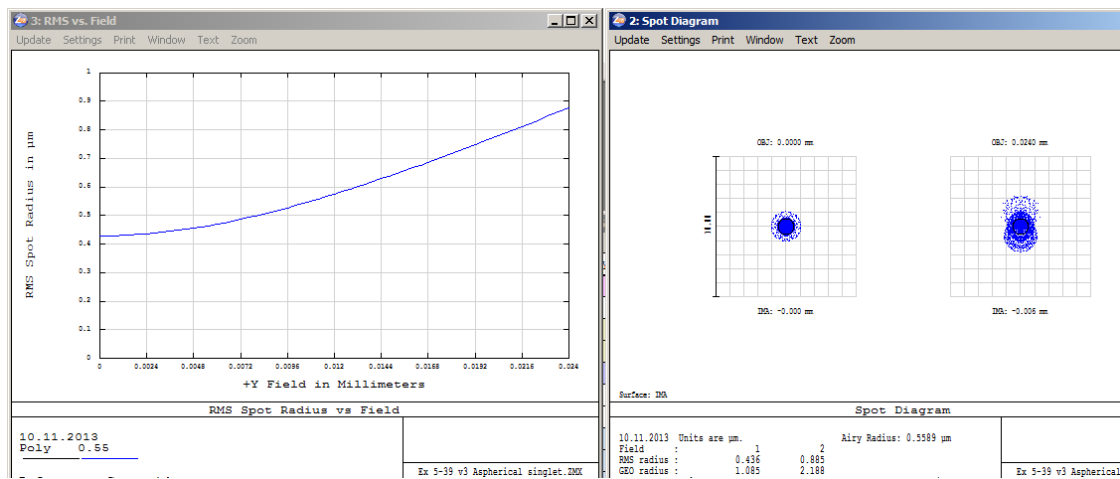 3: RMS vs. Field
Update Settings Print Window Text Zoom
1
0.9
0.8
0.7
0.6
0.5
0.4
0.3
0.2
0.1
0
RMS Spot Radius in µm
0 0.0024 0.0048 0.0072 0.0096 0.012 0.0144 0.0168 0.0192 0.0216 0.024
+Y Field in Millimeters
RMS Spot Radius vs Field
10.11.2013
Poly 0.55
Ex 5-39 v3 Aspherical singlet.ZMX
2: Spot Diagram
Update Settings Print Window Text Zoom
OBJ: 0.0000 mm
OBJ: 0.0240 mm
10.00
IMA: -0.000 mm
IMA: -0.006 mm
Surface: IMA
Spot Diagram
10.11.2013 Units are µm. Airy Radius: 0.5589 µm
Field : 1 2
RMS radius : 0.436 0.885
GEO radius : 1.085 2.188
Ex 5-39 v3 Aspherical